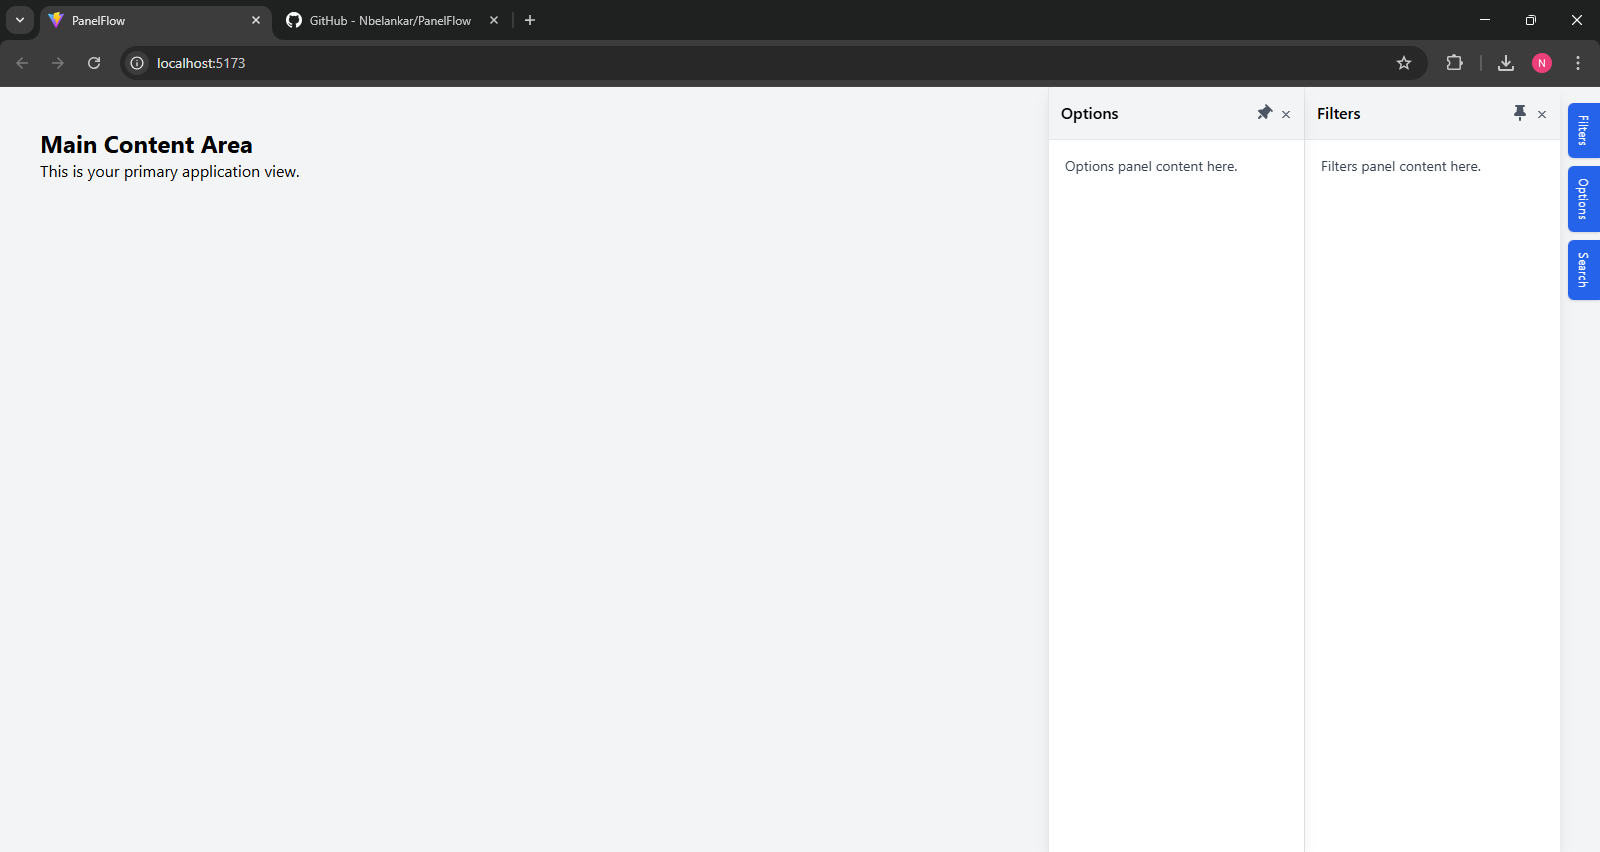 PanelFlow
GitHub - Nbelankar/PanelFlow
localhost:5173
N
Main Content Area
This is your primary application view.
Options
Options panel content here.
Filters
Filters panel content here.
Filters
Options
Search